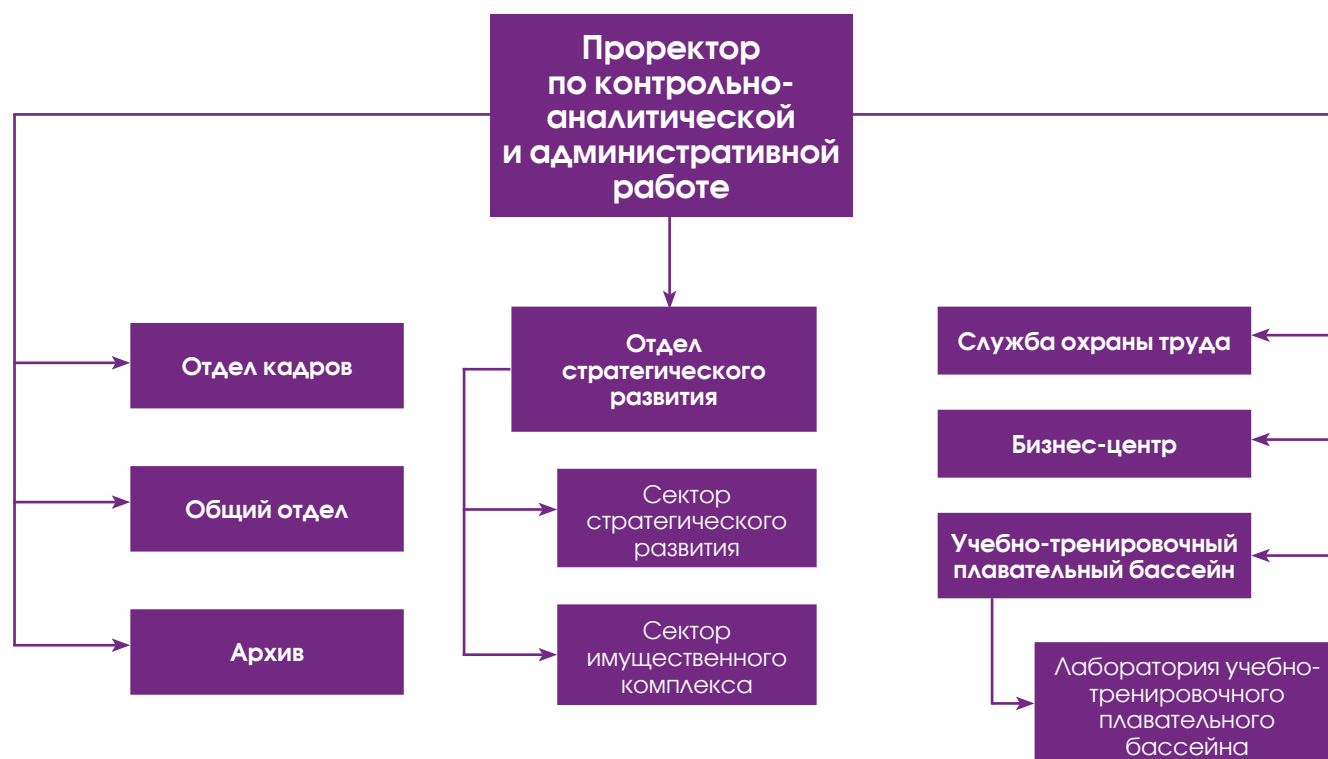 Проректор
по контрольно-
аналитической
и административной
работе
Отдел кадров
Общий отдел
Архив
Отдел
стратегического
развития
Сектор
стратегического
развития
Сектор
имущественного
комплекса
Служба охраны труда
Бизнес-центр
Учебно-тренировочный
плавательный бассейн
Лаборатория учебно-
тренировочного
плавательного
бассейна